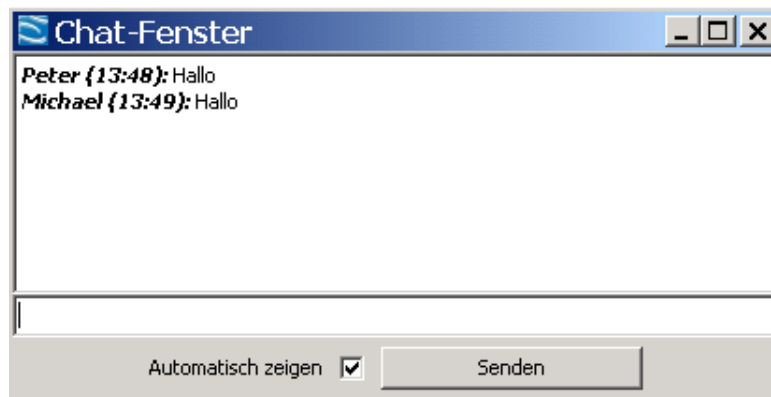 Chat-Fenster
Peter (13:48): Hallo
Michael (13:49): Hallo
Automatisch zeigen
Senden